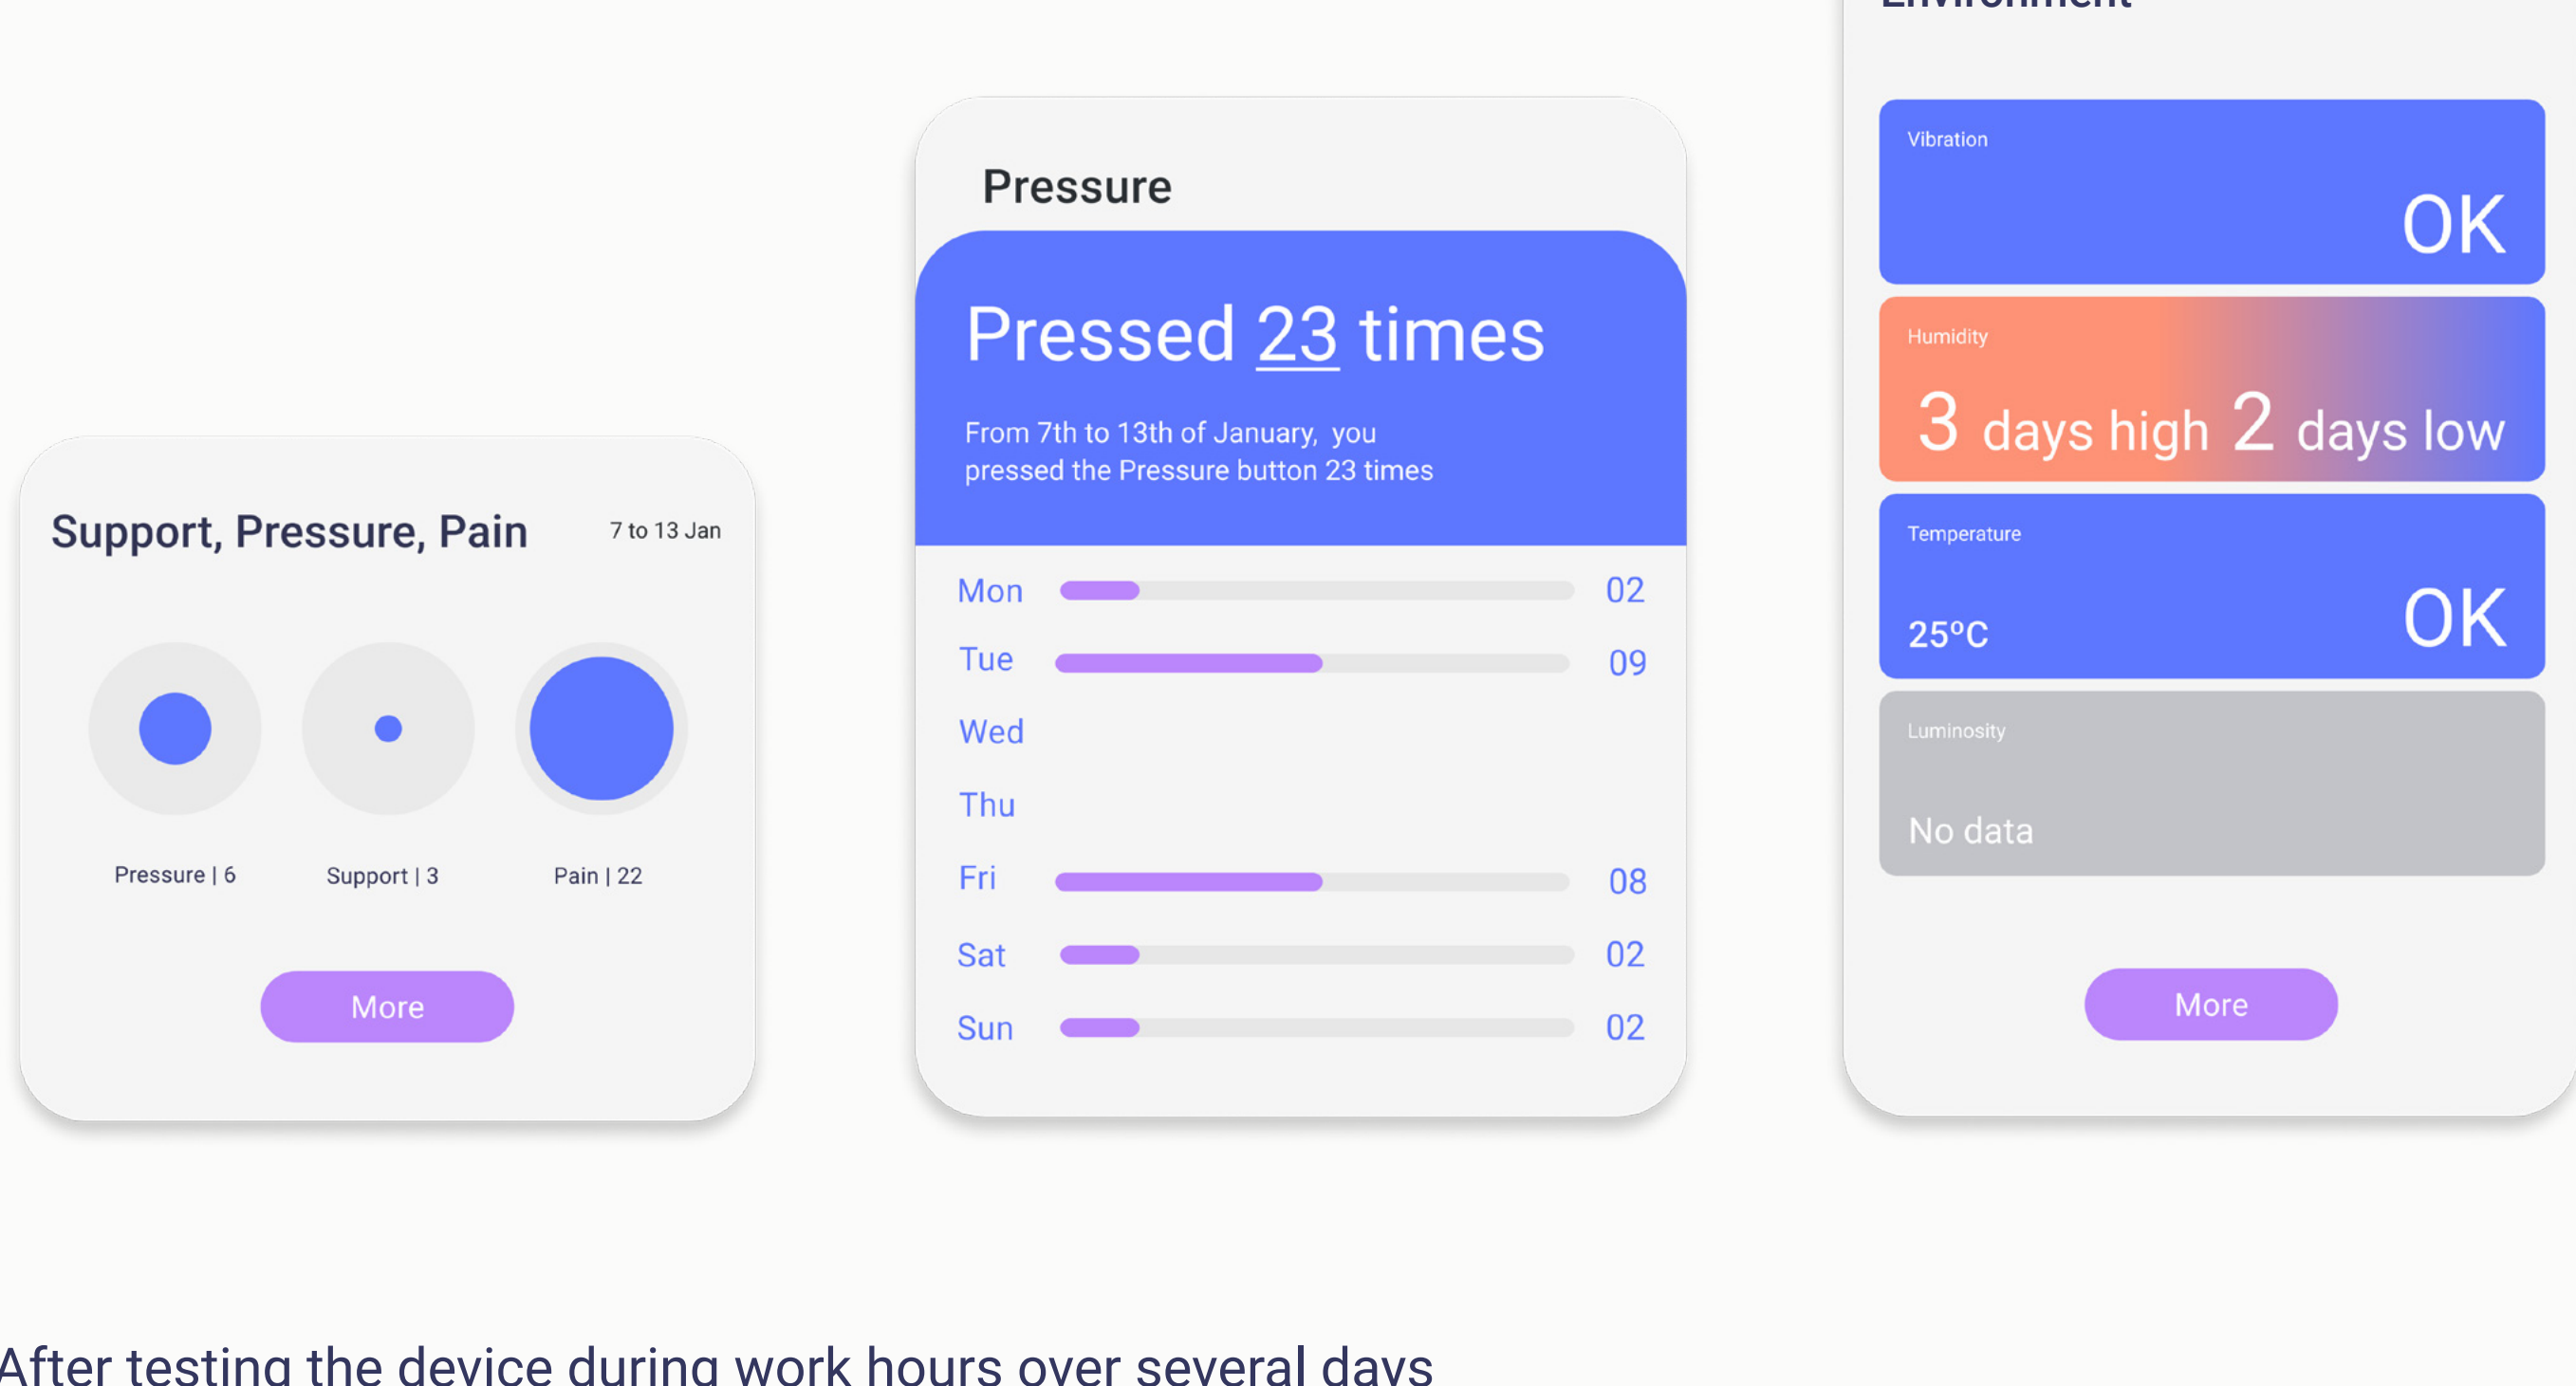 Support, Pressure, Pain
7 to 13 Jan
Pressure | 6
Support | 3
Pain | 22
More
Pressure
Pressed 23 times
From 7th to 13th of January, you
pressed the Pressure button 23 times
Mon 02
Tue 09
Wed
Thu
Fri 08
Sat 02
Sun 02
Environment
Vibration
OK
Humidity
3 days high 2 days low
Temperature
25ºC OK
Luminosity
No data
More
After testing the device during work hours over several days